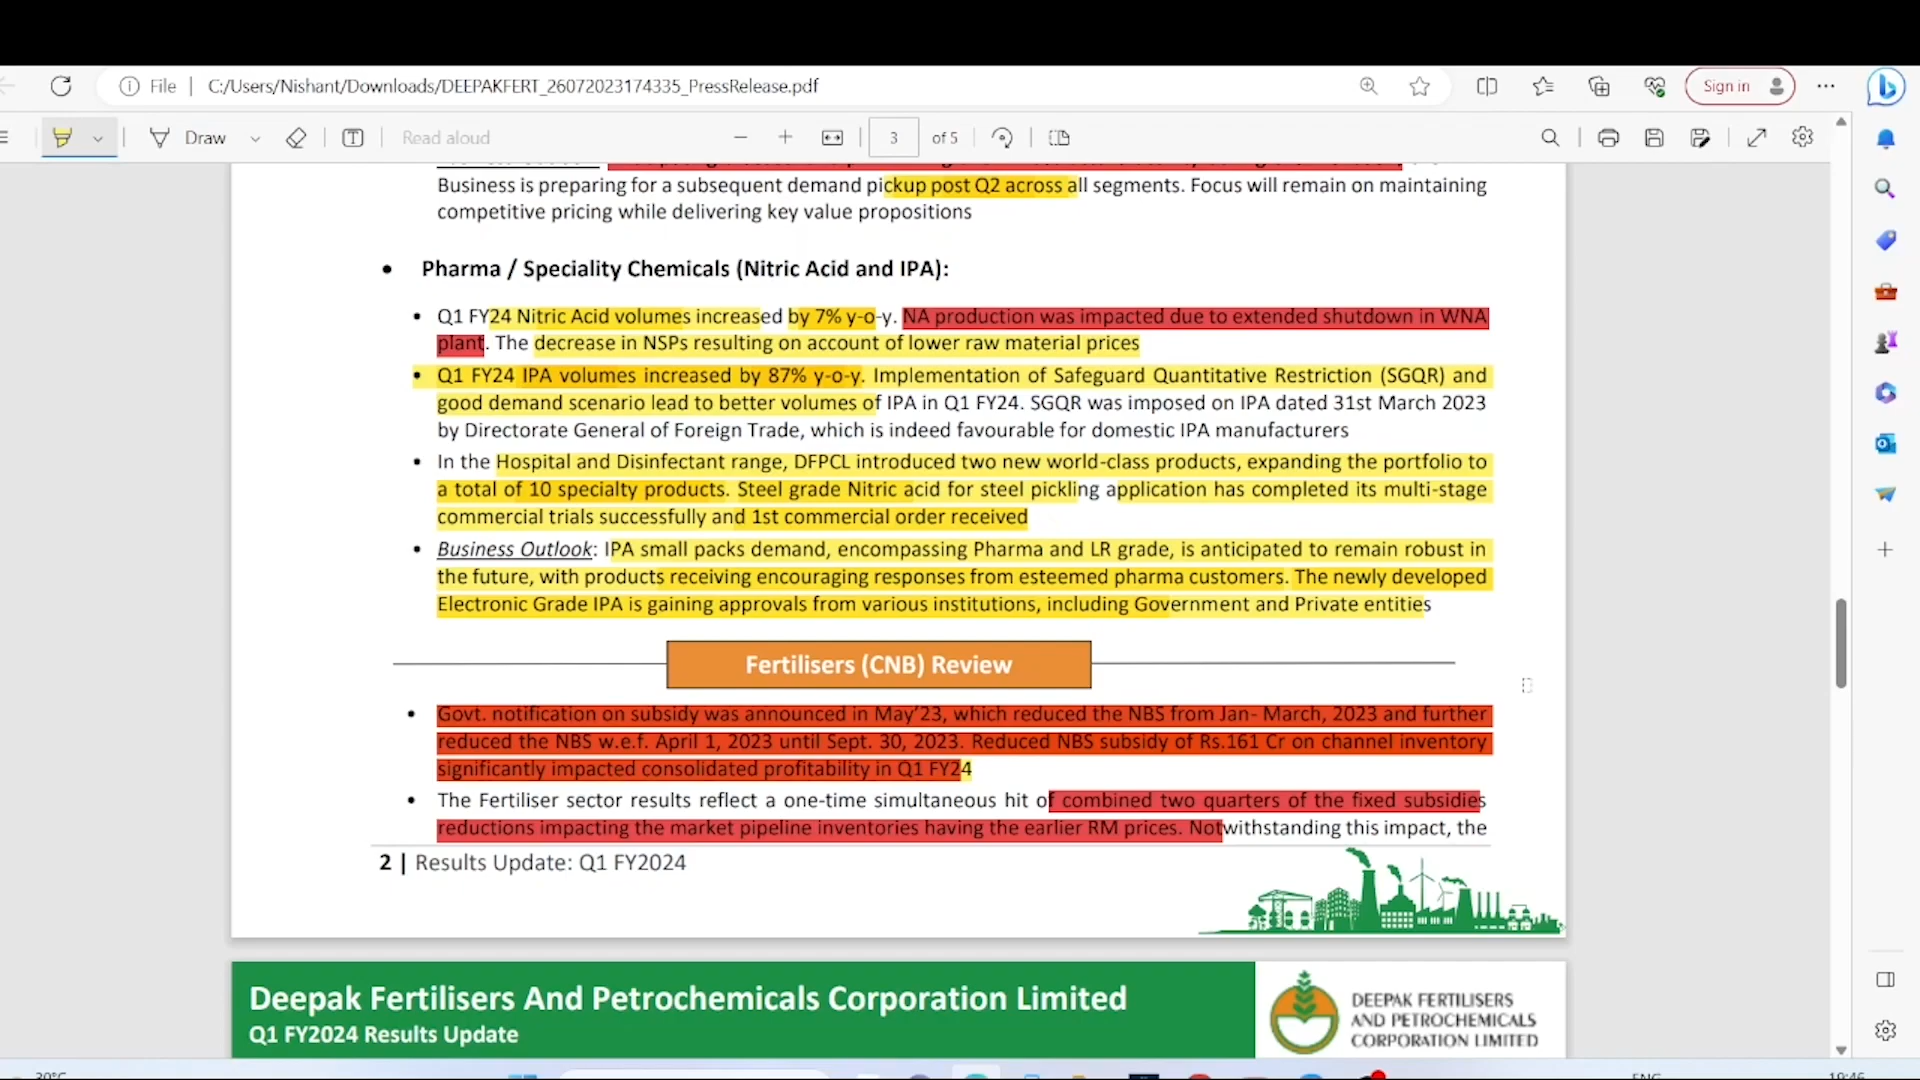 File | C:/Users/Nishant/Downloads/DEEPAKFERT_26072023174335_PressRelease.pdf
Sign in
Draw
Read aloud
3 of 5
Business is preparing for a subsequent demand pickup post Q2 across all segments. Focus will remain on maintaining
competitive pricing while delivering key value propositions
• Pharma / Speciality Chemicals (Nitric Acid and IPA):
• Q1 FY24 Nitric Acid volumes increased by 7% y-o-y. NA production was impacted due to extended shutdown in WNA
plant. The decrease in NSPs resulting on account of lower raw material prices
• Q1 FY24 IPA volumes increased by 87% y-o-y. Implementation of Safeguard Quantitative Restriction (SGQR) and
good demand scenario lead to better volumes of IPA in Q1 FY24. SGQR was imposed on IPA dated 31st March 2023
by Directorate General of Foreign Trade, which is indeed favourable for domestic IPA manufacturers
• In the Hospital and Disinfectant range, DFPCL introduced two new world-class products, expanding the portfolio to
a total of 10 specialty products. Steel grade Nitric acid for steel pickling application has completed its multi-stage
commercial trials successfully and 1st commercial order received
• Business Outlook: IPA small packs demand, encompassing Pharma and LR grade, is anticipated to remain robust in
the future, with products receiving encouraging responses from esteemed pharma customers. The newly developed
Electronic Grade IPA is gaining approvals from various institutions, including Government and Private entities
Fertilisers (CNB) Review
• Govt. notification on subsidy was announced in May'23, which reduced the NBS from Jan- March, 2023 and further
reduced the NBS w.e.f. April 1, 2023 until Sept. 30, 2023. Reduced NBS subsidy of Rs.161 Cr on channel inventory
significantly impacted consolidated profitability in Q1 FY24
• The Fertiliser sector results reflect a one-time simultaneous hit of combined two quarters of the fixed subsidies
reductions impacting the market pipeline inventories having the earlier RM prices. Notwithstanding this impact, the
2 | Results Update: Q1 FY2024
Deepak Fertilisers And Petrochemicals Corporation Limited
Q1 FY2024 Results Update
DEEPAK FERTILISERS
AND PETROCHEMICALS
CORPORATION LIMITED